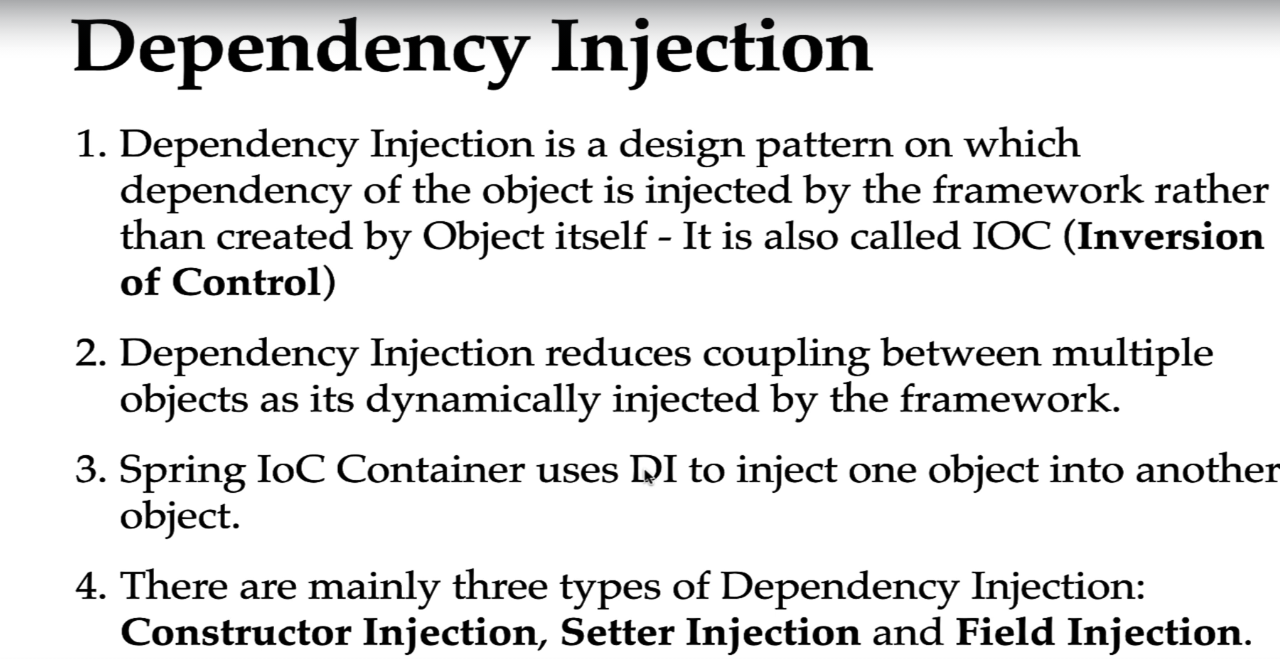 Dependency Injection
1. Dependency Injection is a design pattern on which
dependency of the object is injected by the framework rather
than created by Object itself - It is also called IOC (Inversion
of Control)
2. Dependency Injection reduces coupling between multiple
objects as its dynamically injected by the framework.
3. Spring IoC Container uses DI to inject one object into another
object.
4. There are mainly three types of Dependency Injection:
Constructor Injection, Setter Injection and Field Injection.